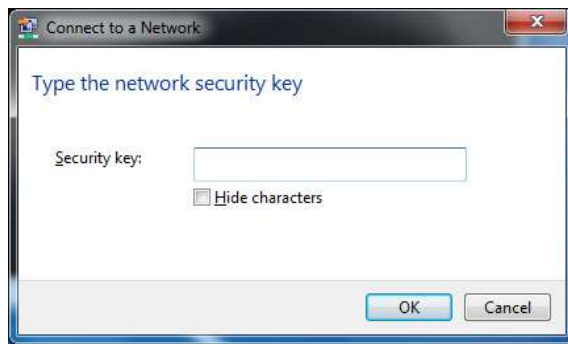 Connect to a Network
Type the network security key
Security key:
Hide characters
OK Cancel